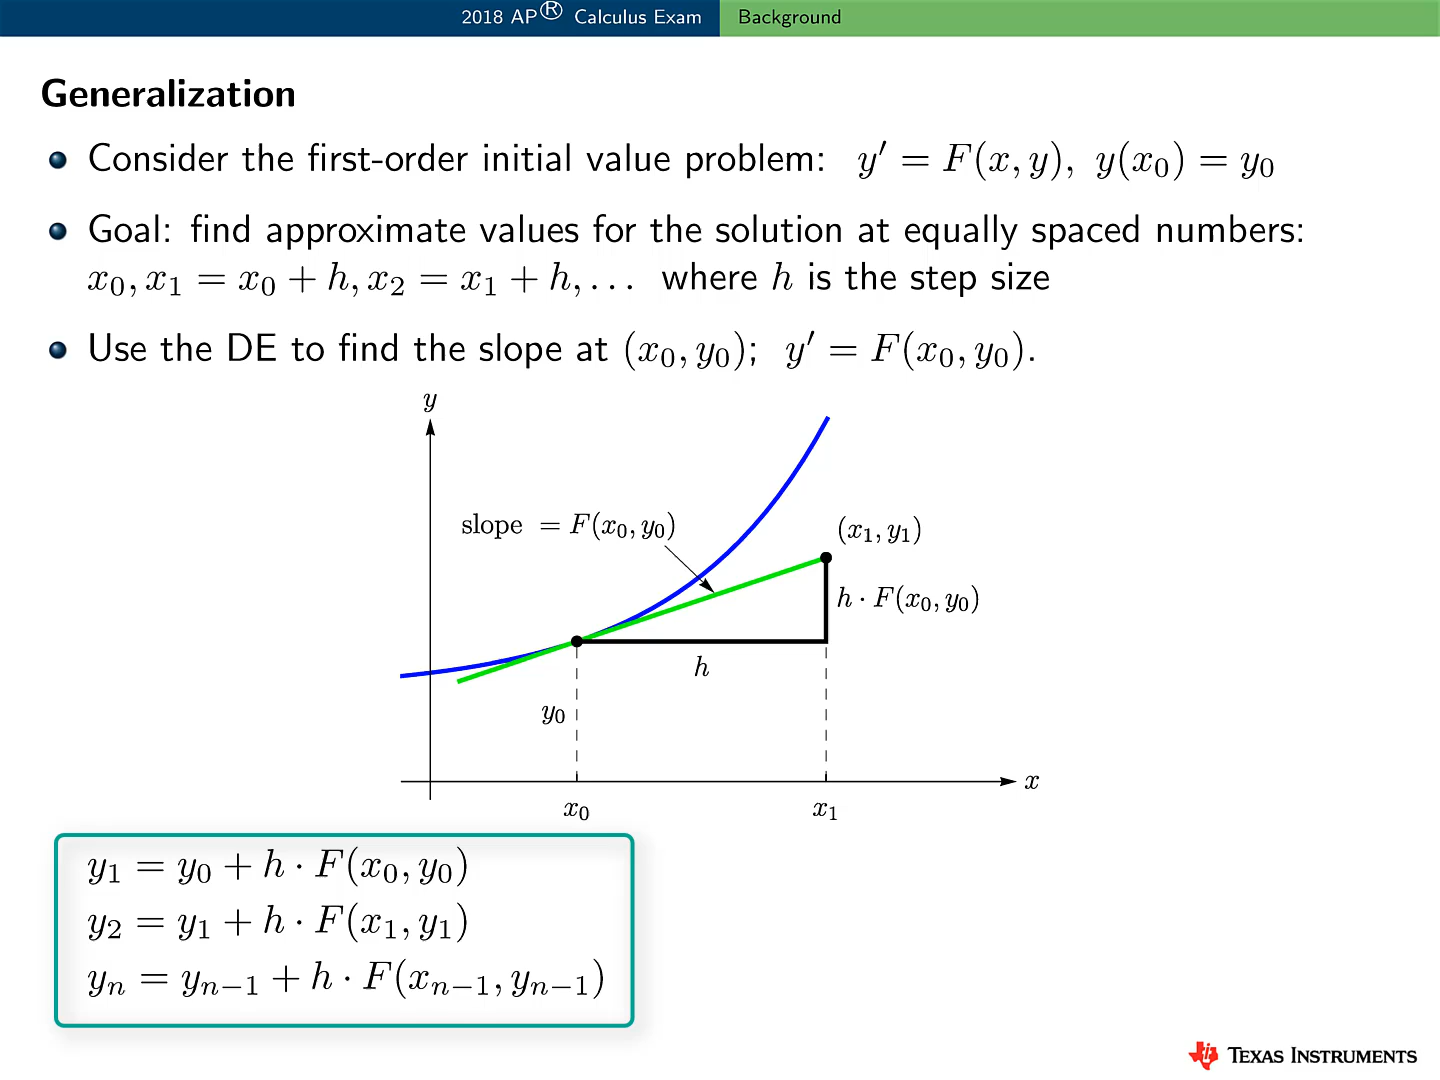 2018 AP® Calculus Exam Background
Generalization
Consider the first-order initial value problem: y′ = F(x, y), y(x₀) = y₀
Goal: find approximate values for the solution at equally spaced numbers:
x₀, x₁ = x₀ + h, x₂ = x₁ + h, . . . where h is the step size
Use the DE to find the slope at (x₀, y₀); y′ = F(x₀, y₀).
y
slope = F(x₀, y₀)
(x₁, y₁)
h · F(x₀, y₀)
h
y₀
x
x₀
x₁
y₁ = y₀ + h · F(x₀, y₀)
y₂ = y₁ + h · F(x₁, y₁)
yₙ = yₙ₋₁ + h · F(xₙ₋₁, yₙ₋₁)
TEXAS INSTRUMENTS